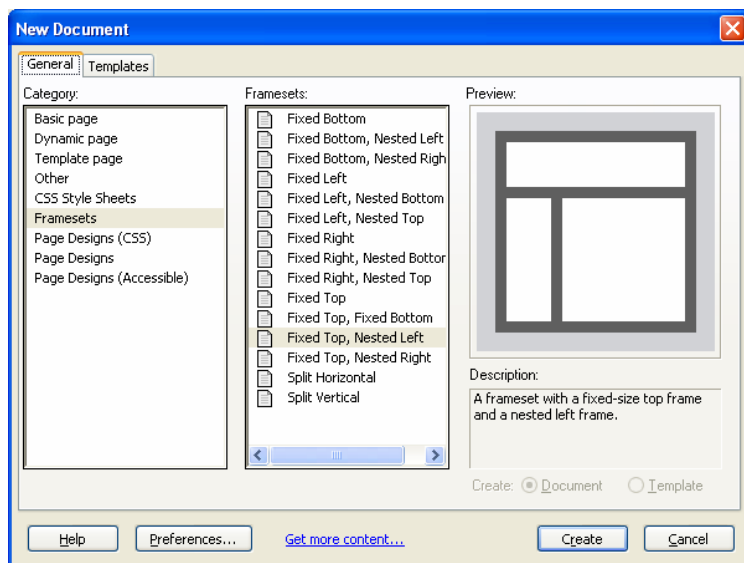 New Document
General
Templates
Category:
Basic page
Dynamic page
Template page
Other
CSS Style Sheets
Framesets
Page Designs (CSS)
Page Designs
Page Designs (Accessible)
Framesets:
Fixed Bottom
Fixed Bottom, Nested Left
Fixed Bottom, Nested Righ
Fixed Left
Fixed Left, Nested Bottom
Fixed Left, Nested Top
Fixed Right
Fixed Right, Nested Bottor
Fixed Right, Nested Top
Fixed Top
Fixed Top, Fixed Bottom
Fixed Top, Nested Left
Fixed Top, Nested Right
Split Horizontal
Split Vertical
Preview:
Description:
A frameset with a fixed-size top frame
and a nested left frame.
Create: Document Template
Help Preferences... Get more content... Create Cancel